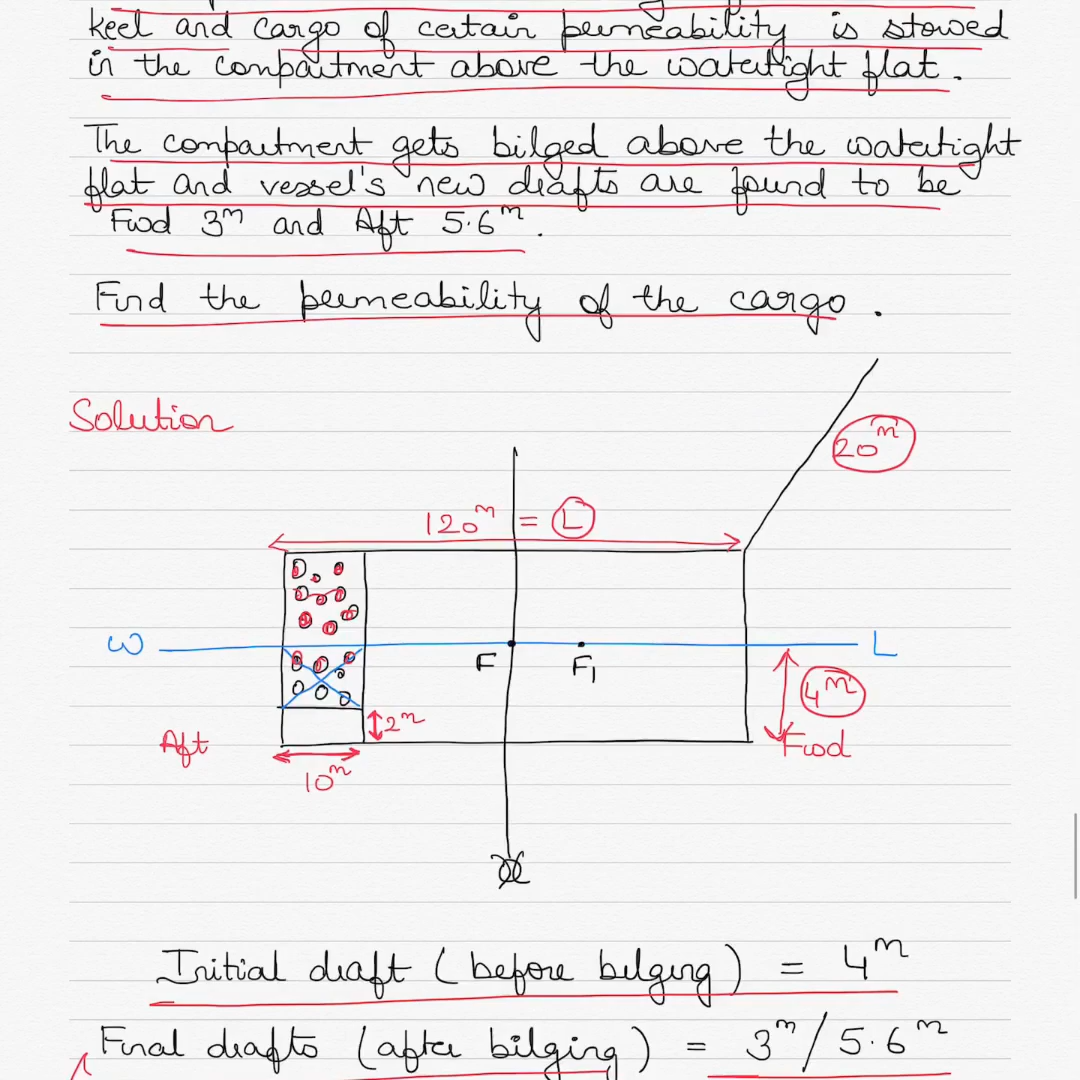 keel and cargo of certain permeability is stowed
in the compartment above the watertight flat.
The compartment gets bilged above the watertight
flat and vessel's new drafts are found to be
Fwd 3m and Aft 5.6m.
Find the permeability of the cargo.
Solution
20m
120m = L
W
L
F
F1
4m
2m
Aft
Fwd
10m
Initial draft (before bilging) = 4m
Final drafts (after bilging) = 3m/5.6m